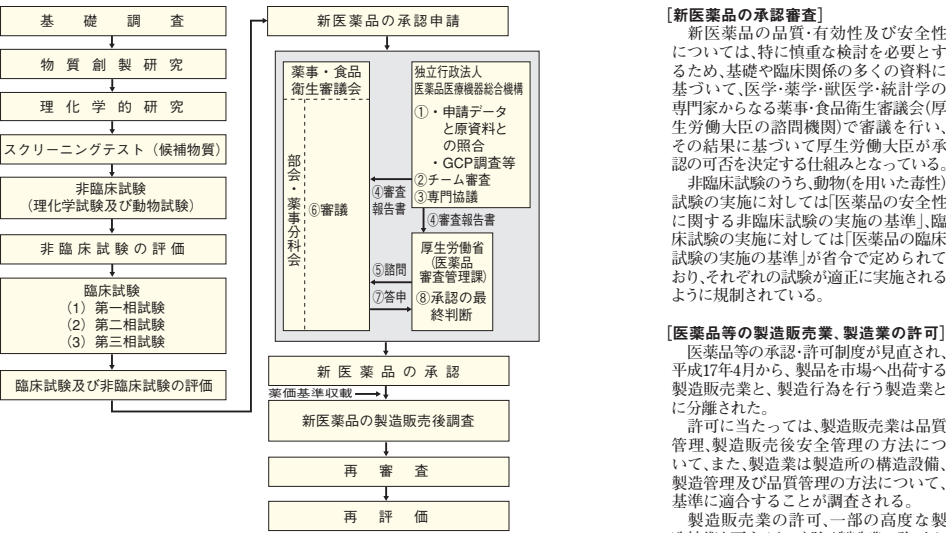 基礎調査
物質創製研究
理化学的研究
スクリーニングテスト（候補物質）
非臨床試験
(理化学試験及び動物試験)
非臨床試験の評価
臨床試験
(1) 第一相試験
(2) 第二相試験
(3) 第三相試験
臨床試験及び非臨床試験の評価
新医薬品の承認申請
薬事・食品
衛生審議会
部会・薬事分科会
⑥審議
独立行政法人
医薬品医療機器総合機構
①・申請データ
と原資料と
の照合
・GCP調査等
②チーム審査
③専門協議
④審査
報告書
④審査報告書
厚生労働省
(医薬品
審査管理課)
⑤諮問
⑦答申
⑧承認の最
終判断
新医薬品の承認
薬価基準収載
新医薬品の製造販売後調査
再審査
再評価
[新医薬品の承認審査]
新医薬品の品質･有効性及び安全性
については､特に慎重な検討を必要とす
るため､基礎や臨床関係の多くの資料に
基づいて､医学･薬学･獣医学･統計学の
専門家からなる薬事･食品衛生審議会(厚
生労働大臣の諮問機関)で審議を行い､
その結果に基づいて厚生労働大臣が承
認の可否を決定する仕組みとなっている。
非臨床試験のうち､動物(を用いた毒性)
試験の実施に対しては｢医薬品の安全性
に関する非臨床試験の実施の基準｣､臨
床試験の実施に対しては｢医薬品の臨床
試験の実施の基準｣が省令で定められて
おり､それぞれの試験が適正に実施される
ように規制されている。
[医薬品等の製造販売業､製造業の許可]
医薬品等の承認･許可制度が見直され､
平成17年4月から､製品を市場へ出荷する
製造販売業と､製造行為を行う製造業と
に分離された。
許可に当たっては､製造販売業は品質
管理､製造販売後安全管理の方法につ
いて､また､製造業は製造所の構造設備､
製造管理及び品質管理の方法について､
基準に適合することが調査される。
製造販売業の許可､一部の高度な製